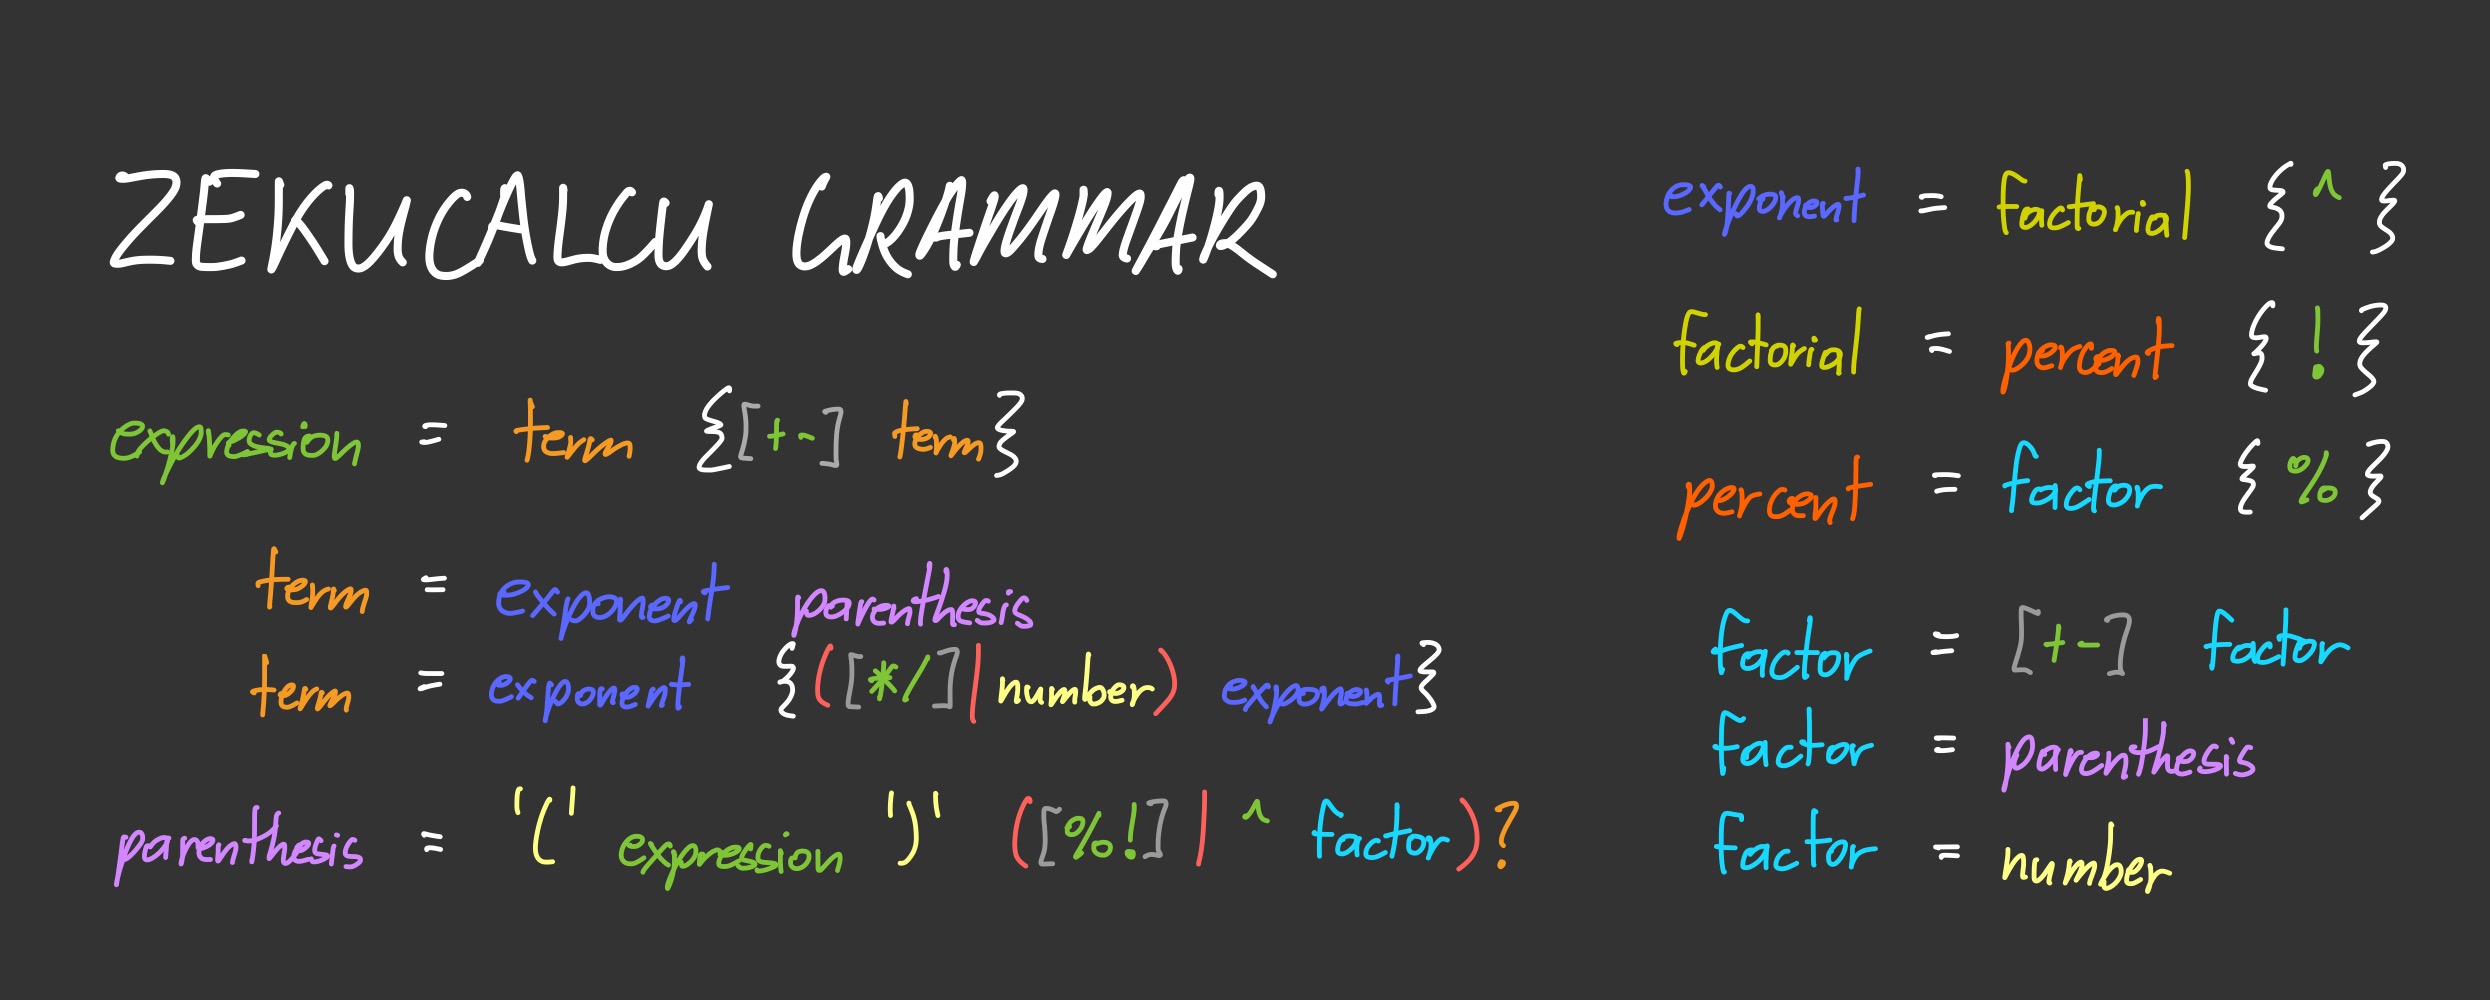 ZEKUCALCU GRAMMAR
expression = term {[+-] term}
term = exponent parenthesis
term = exponent {([*/]|number) exponent}
parenthesis = '(' expression ')' ([%!]| ^ factor)?
exponent = factorial { ^ }
factorial = percent { ! }
percent = factor { % }
factor = [+-] factor
factor = parenthesis
factor = number